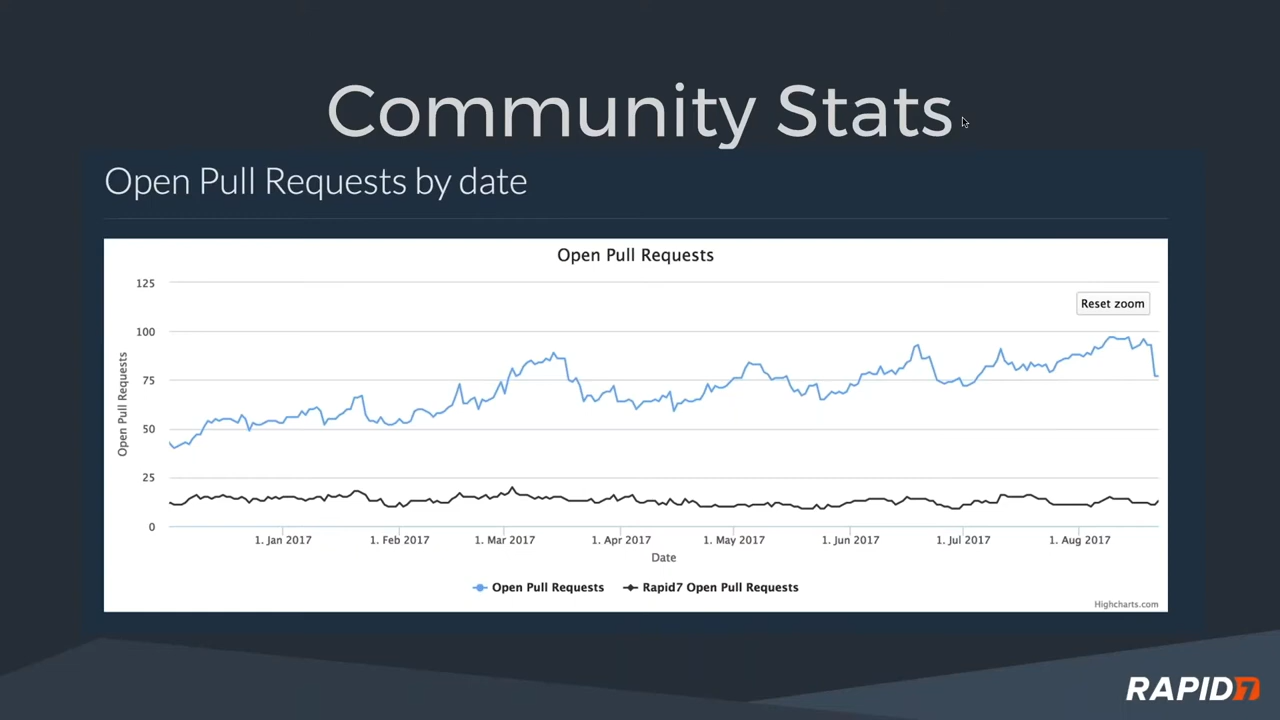 Community Stats
Open Pull Requests by date
Open Pull Requests
125
Reset zoom
100
75
50
25
0
Open Pull Requests
1. Jan 2017 1. Feb 2017 1. Mar 2017 1. Apr 2017 1. May 2017 1. Jun 2017 1. Jul 2017 1. Aug 2017
Date
Open Pull Requests Rapid7 Open Pull Requests
Highcharts.com
RAPID7